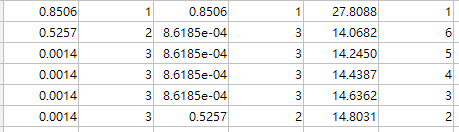 0.8506 1 0.8506 1 27.8088 1
0.5257 2 8.6185e-04 3 14.0682 6
0.0014 3 8.6185e-04 3 14.2450 5
0.0014 3 8.6185e-04 3 14.4387 4
0.0014 3 8.6185e-04 3 14.6362 3
0.0014 3 0.5257 2 14.8031 2